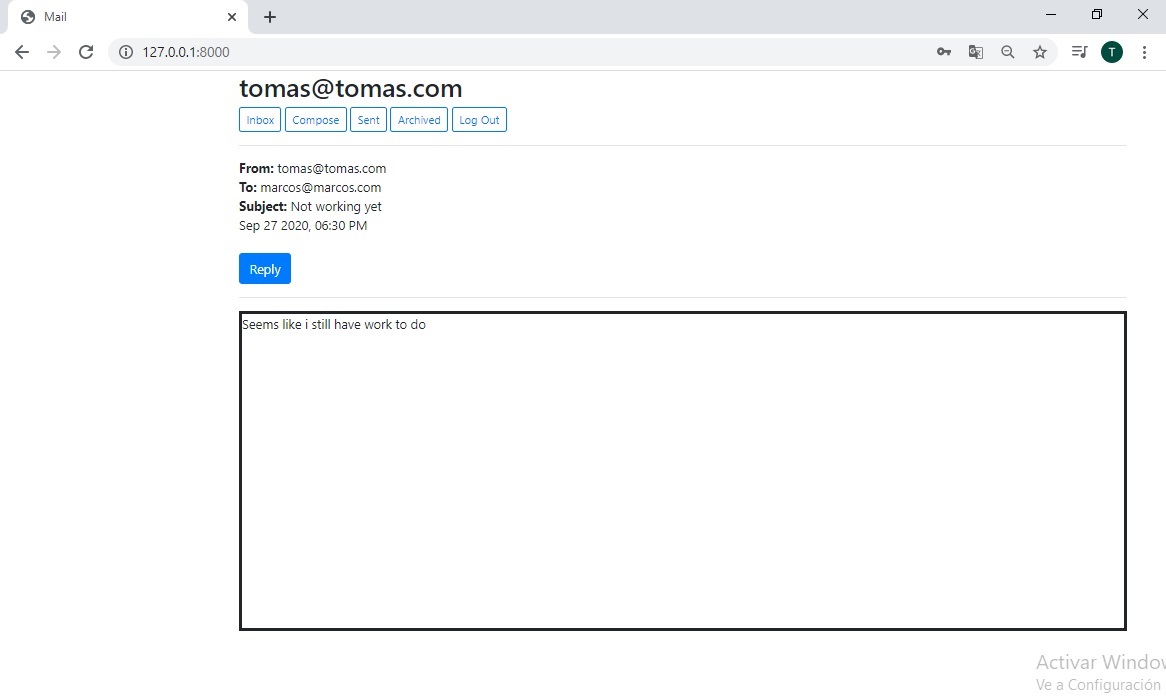 Mail
127.0.0.1:8000
T
tomas@tomas.com
Inbox Compose Sent Archived Log Out
From: tomas@tomas.com
To: marcos@marcos.com
Subject: Not working yet
Sep 27 2020, 06:30 PM
Reply
Seems like i still have work to do
Activar Window
Ve a Configuración